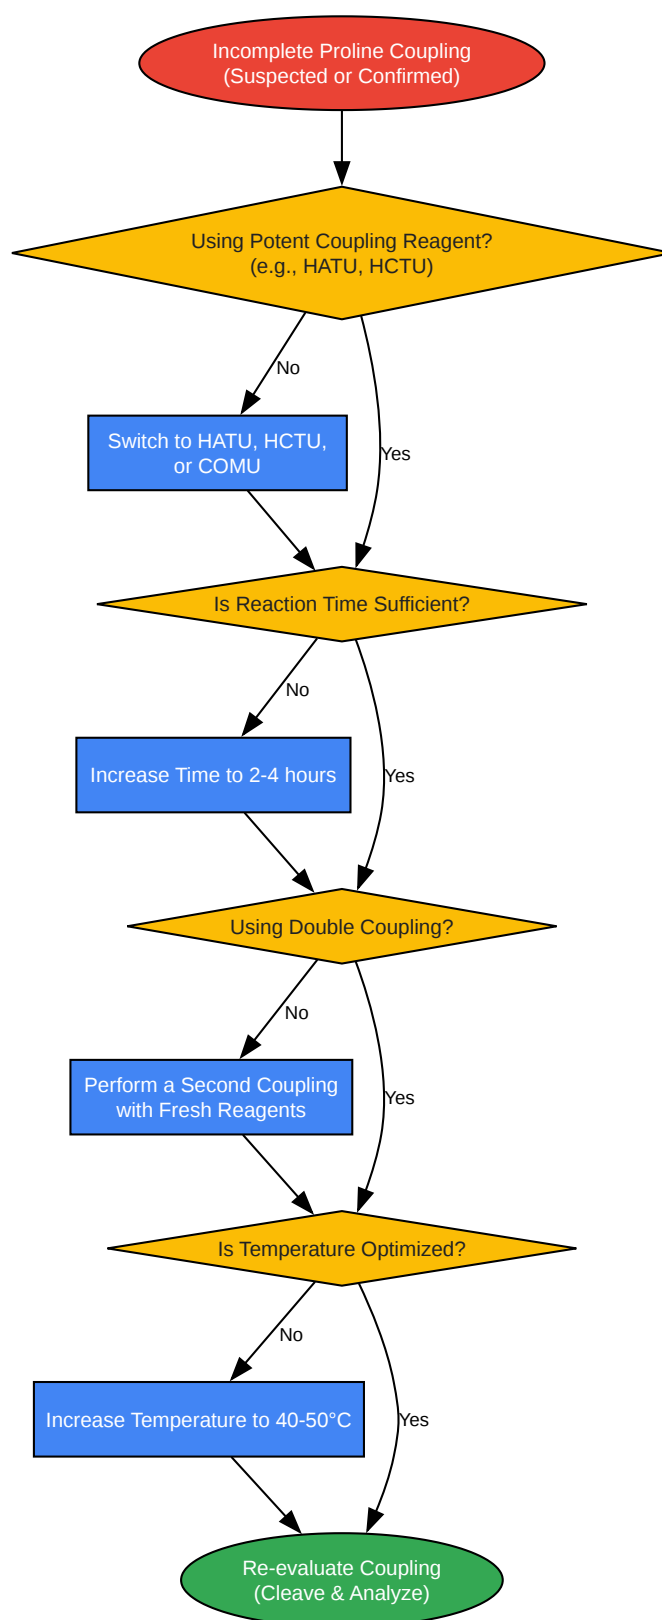 Incomplete Proline Coupling
(Suspected or Confirmed)
Using Potent Coupling Reagent?
(e.g., HATU, HCTU)
No
Switch to HATU, HCTU,
or COMU
Yes
Is Reaction Time Sufficient?
No
Increase Time to 2-4 hours
Yes
Using Double Coupling?
No
Perform a Second Coupling
with Fresh Reagents
Yes
Is Temperature Optimized?
No
Increase Temperature to 40-50°C
Yes
Re-evaluate Coupling
(Cleave & Analyze)